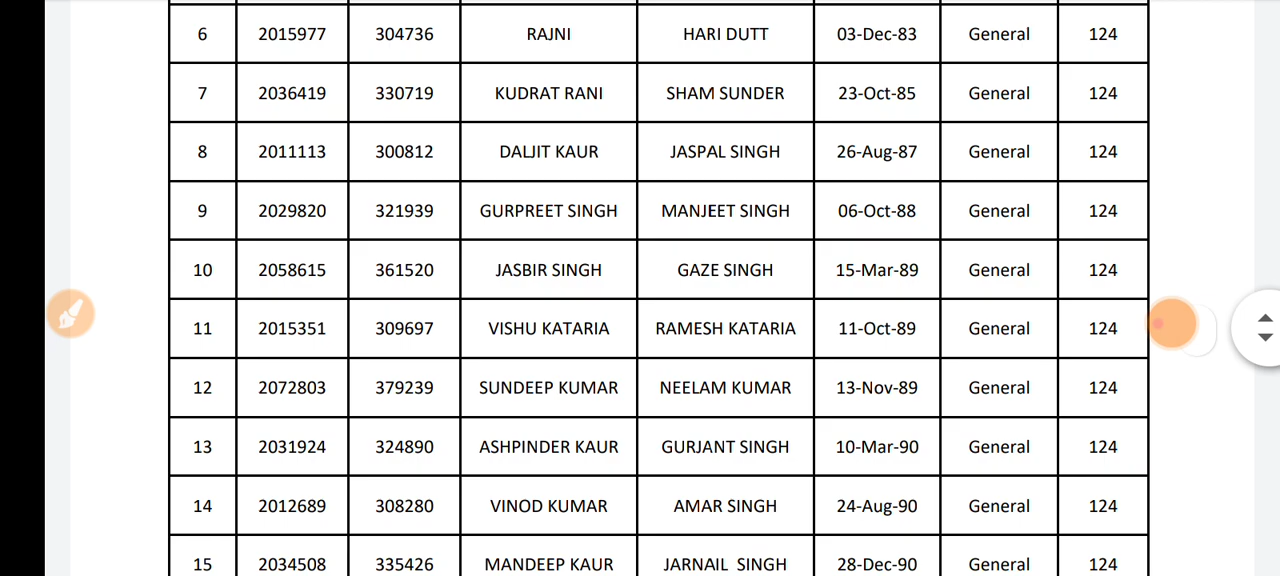 6 2015977 304736 RAJNI HARI DUTT 03-Dec-83 General 124
7 2036419 330719 KUDRAT RANI SHAM SUNDER 23-Oct-85 General 124
8 2011113 300812 DALJIT KAUR JASPAL SINGH 26-Aug-87 General 124
9 2029820 321939 GURPREET SINGH MANJEET SINGH 06-Oct-88 General 124
10 2058615 361520 JASBIR SINGH GAZE SINGH 15-Mar-89 General 124
11 2015351 309697 VISHU KATARIA RAMESH KATARIA 11-Oct-89 General 124
12 2072803 379239 SUNDEEP KUMAR NEELAM KUMAR 13-Nov-89 General 124
13 2031924 324890 ASHPINDER KAUR GURJANT SINGH 10-Mar-90 General 124
14 2012689 308280 VINOD KUMAR AMAR SINGH 24-Aug-90 General 124
15 2034508 335426 MANDEEP KAUR JARNAIL SINGH 28-Dec-90 General 124